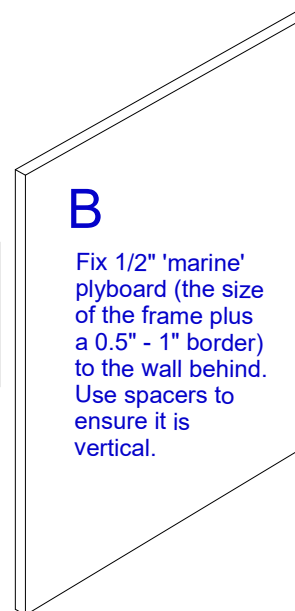 B
Fix 1/2" 'marine'
plyboard (the size
of the frame plus
a 0.5" - 1" border)
to the wall behind.
Use spacers to
ensure it is
vertical.